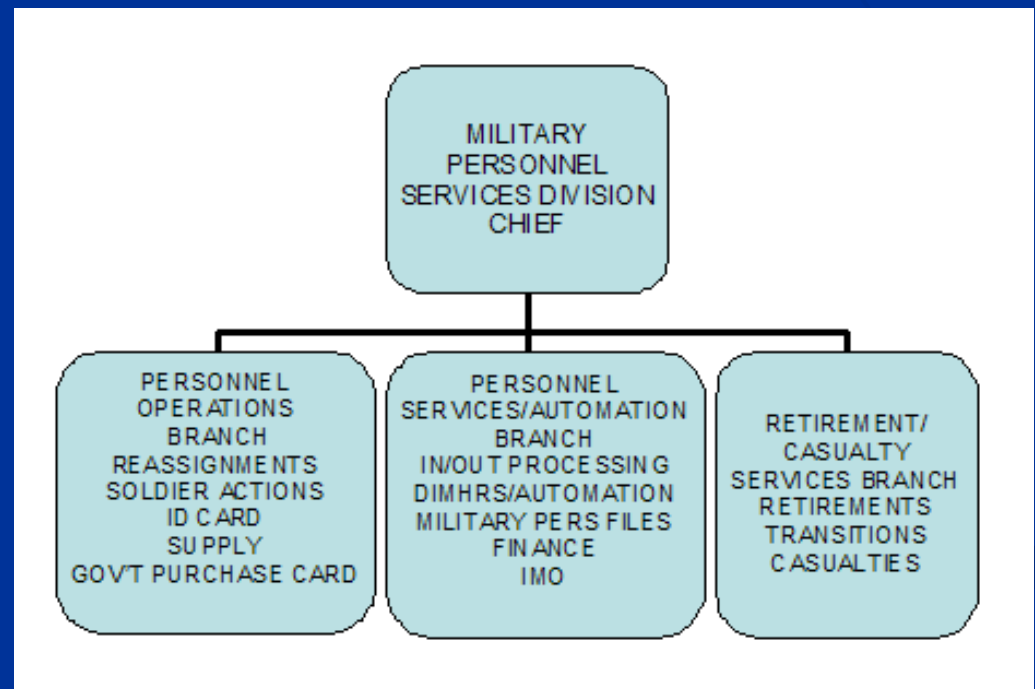 MILITARY
PERSONNEL
SERVICES DIVISION
CHIEF
PERSONNEL
OPERATIONS
BRANCH
REASSIGNMENTS
SOLDIER ACTIONS
ID CARD
SUPPLY
GOV'T PURCHASE CARD
PERSONNEL
SERVICES/AUTOMATION
BRANCH
IN/OUT PROCESSING
DIMHRS/AUTOMATION
MILITARY PERS FILES
FINANCE
IMO
RETIREMENT/
CASUALTY
SERVICES BRANCH
RETIREMENTS
TRANSITIONS
CASUALTIES